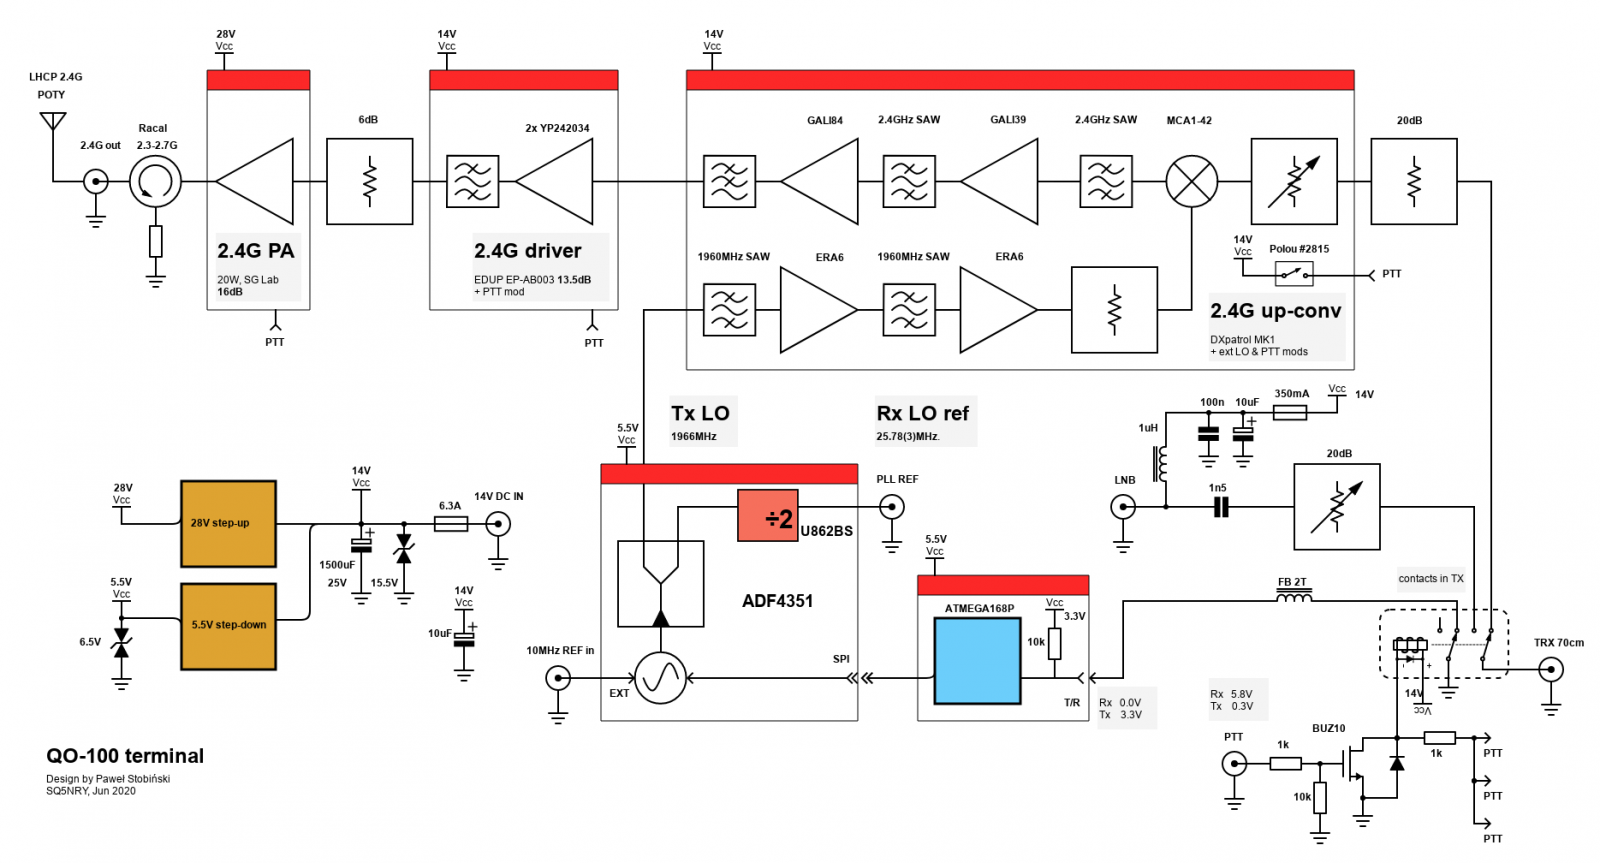 28V
Vcc
14V
Vcc
14V
Vcc
LHCP 2.4G
POTY
2.4G out
Racal
2.3-2.7G
6dB
2x YP242034
GALI84
2.4GHz SAW
GALI39
2.4GHz SAW
MCA1-42
20dB
2.4G PA
20W, SG Lab
16dB
PTT
2.4G driver
EDUP EP-AB003 13.5dB
+ PTT mod
PTT
1960MHz SAW
ERA6
1960MHz SAW
ERA6
14V
Vcc
Polou #2815
PTT
2.4G up-conv
DXpatrol MK1
+ ext LO & PTT mods
Tx LO
1966MHz
Rx LO ref
25.78(3)MHz.
5.5V
Vcc
÷2
U862BS
PLL REF
ADF4351
10MHz REF in
EXT
SPI
100n
10uF
+
350mA
Vcc
14V
1uH
LNB
1n5
20dB
28V
Vcc
28V step-up
14V
Vcc
6.3A
14V DC IN
+
1500uF
25V
15.5V
5.5V
Vcc
5.5V step-down
6.5V
14V
Vcc
10uF
+
5.5V
Vcc
ATMEGA168P
Vcc
3.3V
10k
T/R
Rx 0.0V
Tx 3.3V
FB 2T
contacts in TX
- +
14V
Vcc
TRX 70cm
Rx 5.8V
Tx 0.3V
PTT
1k
10k
BUZ10
1k
PTT
PTT
PTT
QO-100 terminal
Design by Paweł Stobiński
SQ5NRY, Jun 2020